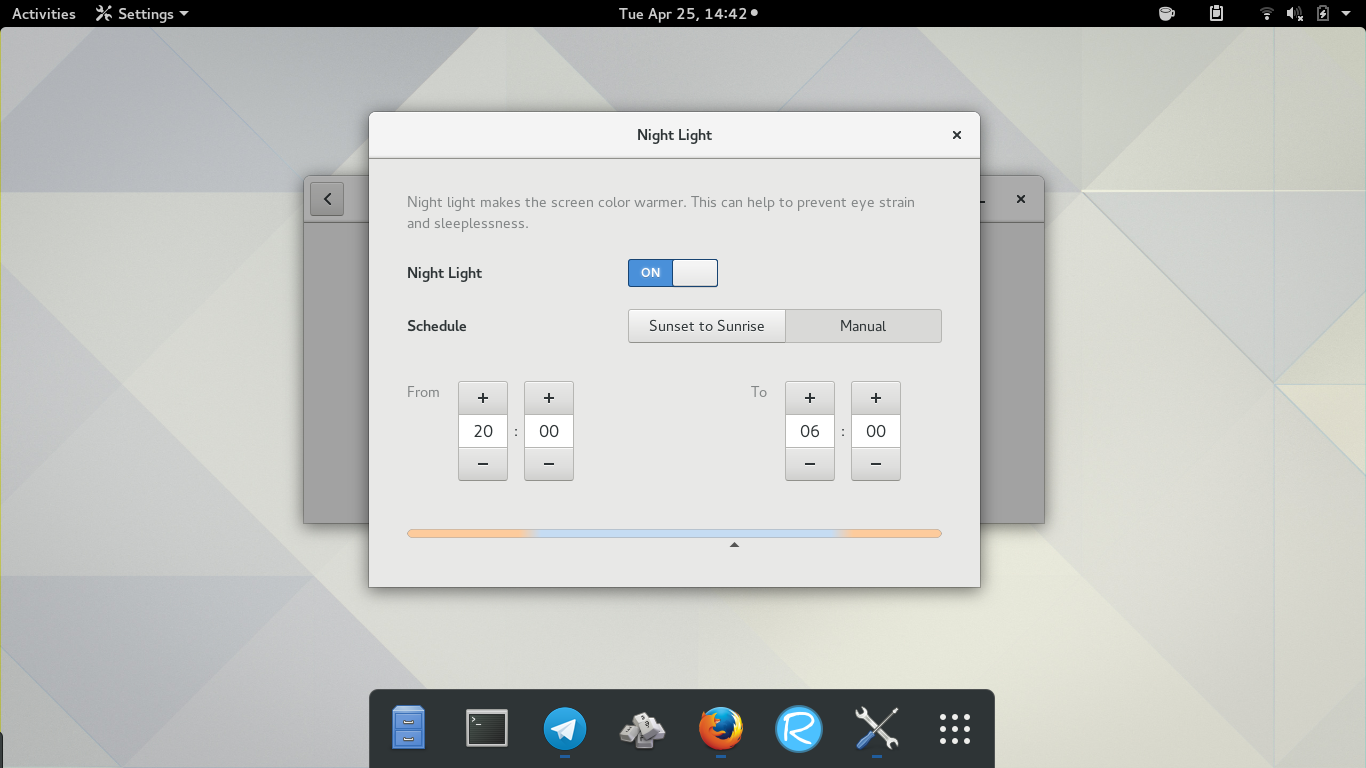 Activities Settings Tue Apr 25, 14:42
Night Light
Night light makes the screen color warmer. This can help to prevent eye strain
and sleeplessness.
Night Light ON
Schedule Sunset to Sunrise Manual
From To
+ + + +
20 : 00 06 : 00
− − − −
>_
R